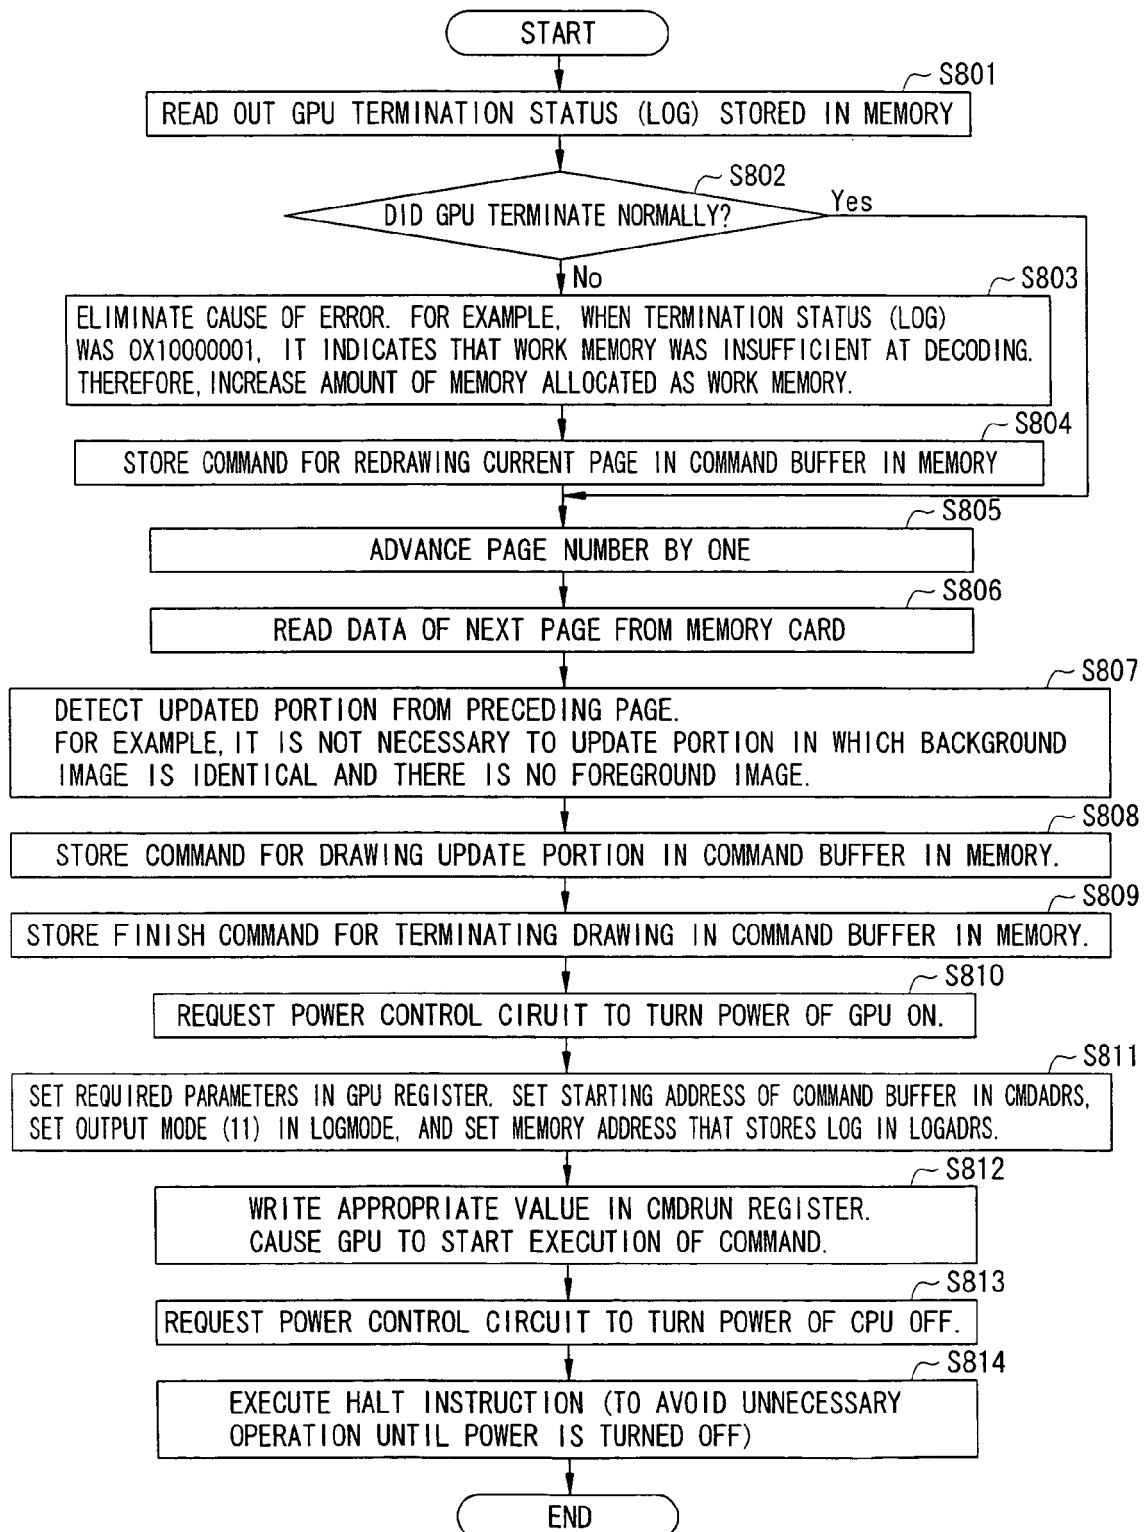 START
S801
READ OUT GPU TERMINATION STATUS (LOG) STORED IN MEMORY
S802
DID GPU TERMINATE NORMALLY?
Yes
No
S803
ELIMINATE CAUSE OF ERROR. FOR EXAMPLE, WHEN TERMINATION STATUS (LOG)
WAS 0X10000001, IT INDICATES THAT WORK MEMORY WAS INSUFFICIENT AT DECODING.
THEREFORE, INCREASE AMOUNT OF MEMORY ALLOCATED AS WORK MEMORY.
S804
STORE COMMAND FOR REDRAWING CURRENT PAGE IN COMMAND BUFFER IN MEMORY
S805
ADVANCE PAGE NUMBER BY ONE
S806
READ DATA OF NEXT PAGE FROM MEMORY CARD
S807
DETECT UPDATED PORTION FROM PRECEDING PAGE.
FOR EXAMPLE, IT IS NOT NECESSARY TO UPDATE PORTION IN WHICH BACKGROUND
IMAGE IS IDENTICAL AND THERE IS NO FOREGROUND IMAGE.
S808
STORE COMMAND FOR DRAWING UPDATE PORTION IN COMMAND BUFFER IN MEMORY.
S809
STORE FINISH COMMAND FOR TERMINATING DRAWING IN COMMAND BUFFER IN MEMORY.
S810
REQUEST POWER CONTROL CIRUIT TO TURN POWER OF GPU ON.
S811
SET REQUIRED PARAMETERS IN GPU REGISTER. SET STARTING ADDRESS OF COMMAND BUFFER IN CMDADRS,
SET OUTPUT MODE (11) IN LOGMODE, AND SET MEMORY ADDRESS THAT STORES LOG IN LOGADRS.
S812
WRITE APPROPRIATE VALUE IN CMDRUN REGISTER.
CAUSE GPU TO START EXECUTION OF COMMAND.
S813
REQUEST POWER CONTROL CIRCUIT TO TURN POWER OF CPU OFF.
S814
EXECUTE HALT INSTRUCTION (TO AVOID UNNECESSARY
OPERATION UNTIL POWER IS TURNED OFF)
END